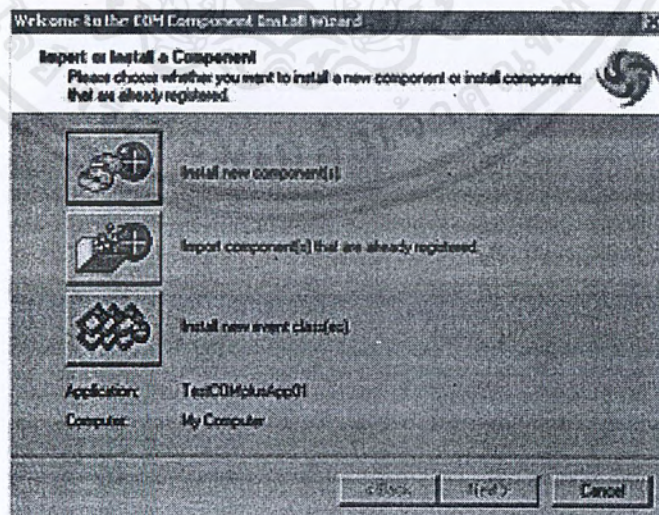 Welcome to the COM Component Install Wizard
Import or Install a Component
Please choose whether you want to install a new component or install components
that are already registered.
Install new component(s).
Import component(s) that are already registered.
Install new event class(es).
Application: TestCOMplusApp01
Computer: My Computer
< Back Next > Cancel